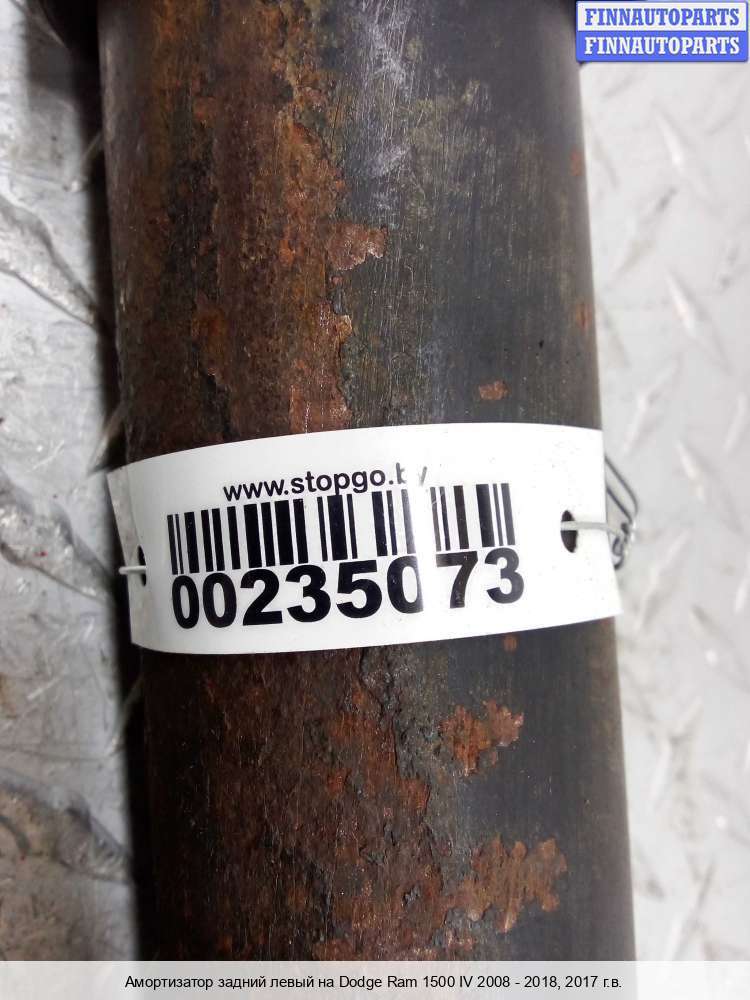 FINNAUTOPARTS
FINNAUTOPARTS
www.stopgo.by
00235073
Амортизатор задний левый на Dodge Ram 1500 IV 2008 - 2018, 2017 г.в.